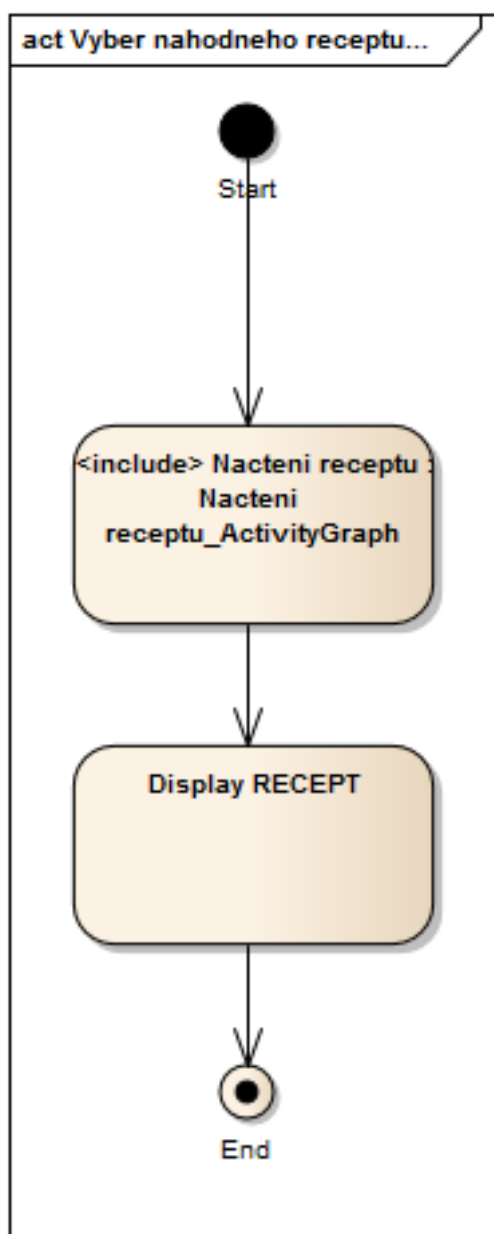 act Vyber nahodneho receptu...
Start
<include> Nacteni receptu :
Nacteni
receptu_ActivityGraph
Display RECEPT
End